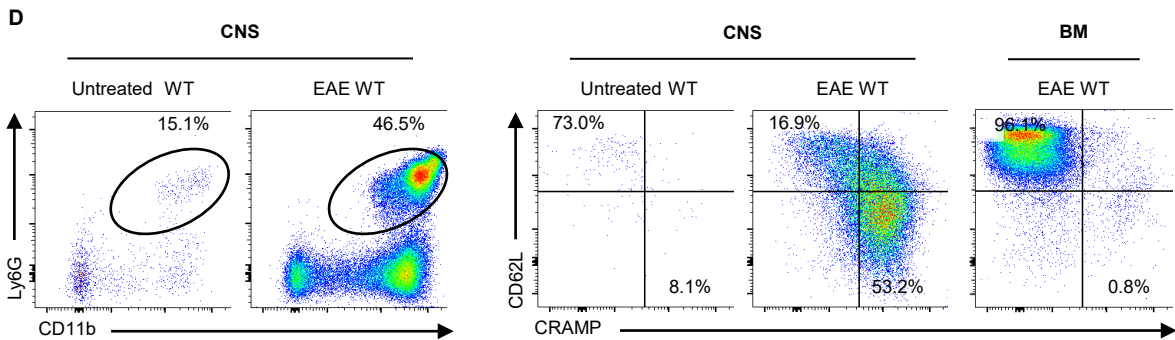 D
CNS
CNS
BM
Untreated WT
EAE WT
Untreated WT
EAE WT
EAE WT
15.1%
46.5%
73.0%
16.9%
96.1%
Ly6G
CD62L
8.1%
53.2%
0.8%
CD11b
CRAMP